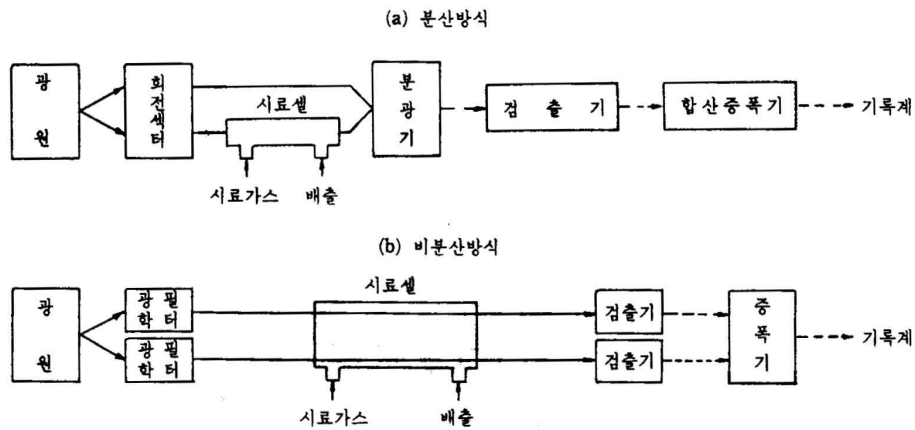 (a) 분산방식
광원
회전섹터
시료셀
분광기
검출기
합산증폭기
기록계
시료가스
배출
(b) 비분산방식
시료셀
광원
광학필터
광학필터
검출기
검출기
증폭기
기록계
시료가스
배출